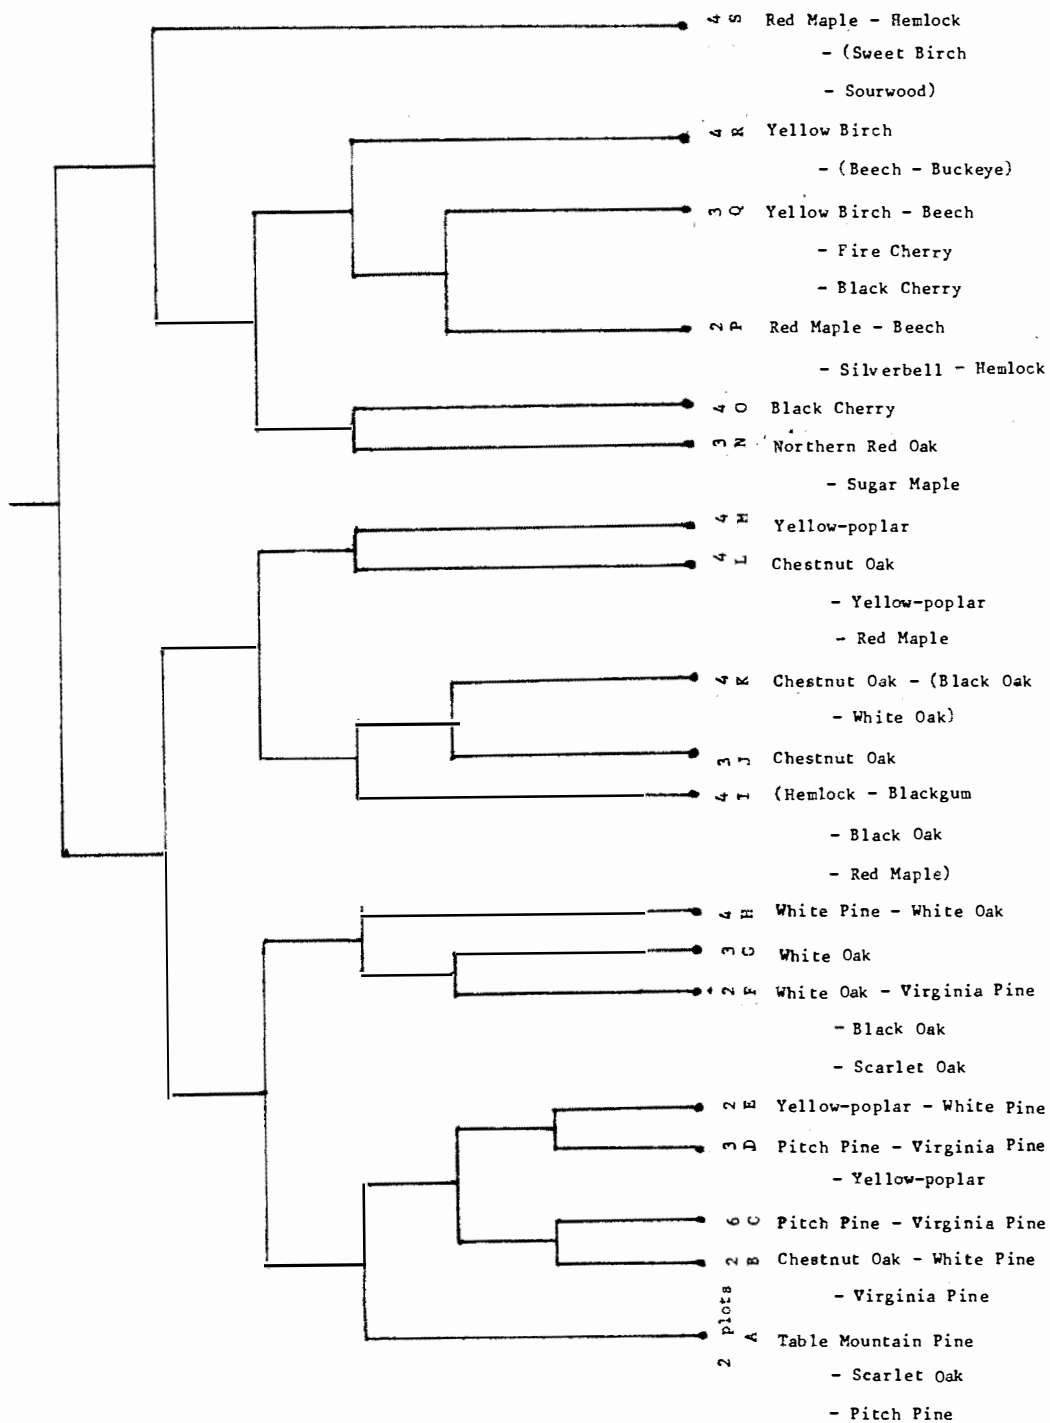 4 S Red Maple - Hemlock
- (Sweet Birch
- Sourwood)
4 R Yellow Birch
- (Beech - Buckeye)
3 Q Yellow Birch - Beech
- Fire Cherry
- Black Cherry
2 P Red Maple - Beech
- Silverbell - Hemlock
4 O Black Cherry
3 N Northern Red Oak
- Sugar Maple
4 M Yellow-poplar
4 L Chestnut Oak
- Yellow-poplar
- Red Maple
4 K Chestnut Oak - (Black Oak
- White Oak)
3 J Chestnut Oak
4 I (Hemlock - Blackgum
- Black Oak
- Red Maple)
4 H White Pine - White Oak
3 G White Oak
2 F White Oak - Virginia Pine
- Black Oak
- Scarlet Oak
2 E Yellow-poplar - White Pine
3 D Pitch Pine - Virginia Pine
- Yellow-poplar
6 C Pitch Pine - Virginia Pine
2 B Chestnut Oak - White Pine
- Virginia Pine
2 plots A Table Mountain Pine
- Scarlet Oak
- Pitch Pine